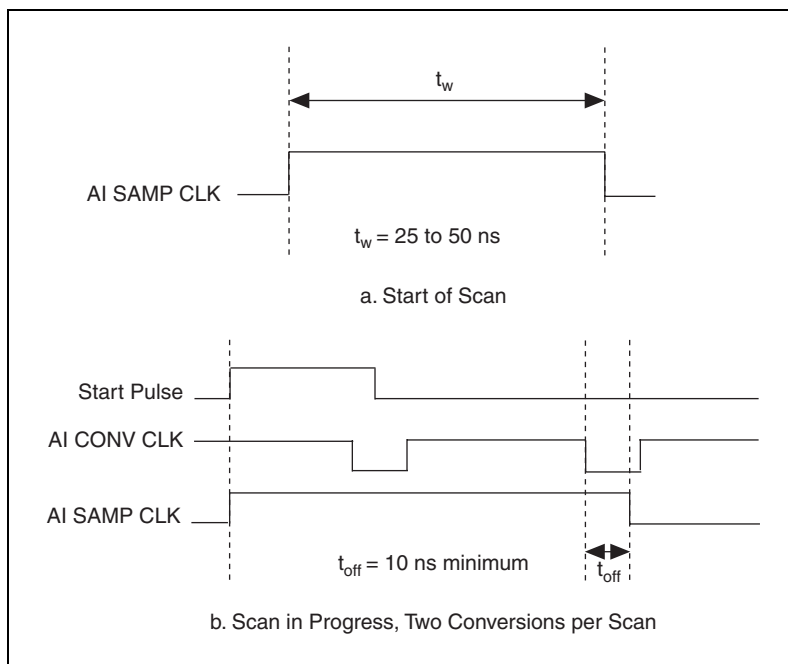 t_w
AI SAMP CLK
t_w = 25 to 50 ns
a. Start of Scan
Start Pulse
AI CONV CLK
AI SAMP CLK
t_off = 10 ns minimum
t_off
b. Scan in Progress, Two Conversions per Scan